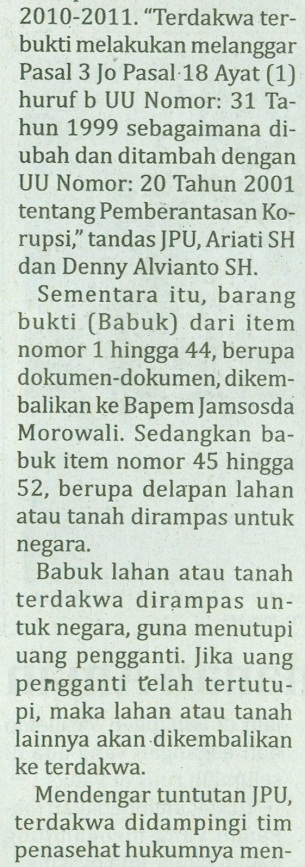 2010-2011. “Terdakwa ter-
bukti melakukan melanggar
Pasal 3 Jo Pasal 18 Ayat (1)
huruf b UU Nomor: 31 Ta-
hun 1999 sebagaimana di-
ubah dan ditambah dengan
UU Nomor: 20 Tahun 2001
tentang Pemberantasan Ko-
rupsi,” tandas JPU, Ariati SH
dan Denny Alvianto SH.
Sementara itu, barang
bukti (Babuk) dari item
nomor 1 hingga 44, berupa
dokumen-dokumen, dikem-
balikan ke Bapem Jamsosda
Morowali. Sedangkan ba-
buk item nomor 45 hingga
52, berupa delapan lahan
atau tanah dirampas untuk
negara.
Babuk lahan atau tanah
terdakwa dirampas un-
tuk negara, guna menutupi
uang pengganti. Jika uang
pengganti telah tertutu-
pi, maka lahan atau tanah
lainnya akan dikembalikan
ke terdakwa.
Mendengar tuntutan JPU,
terdakwa didampingi tim
penasehat hukumnya men-